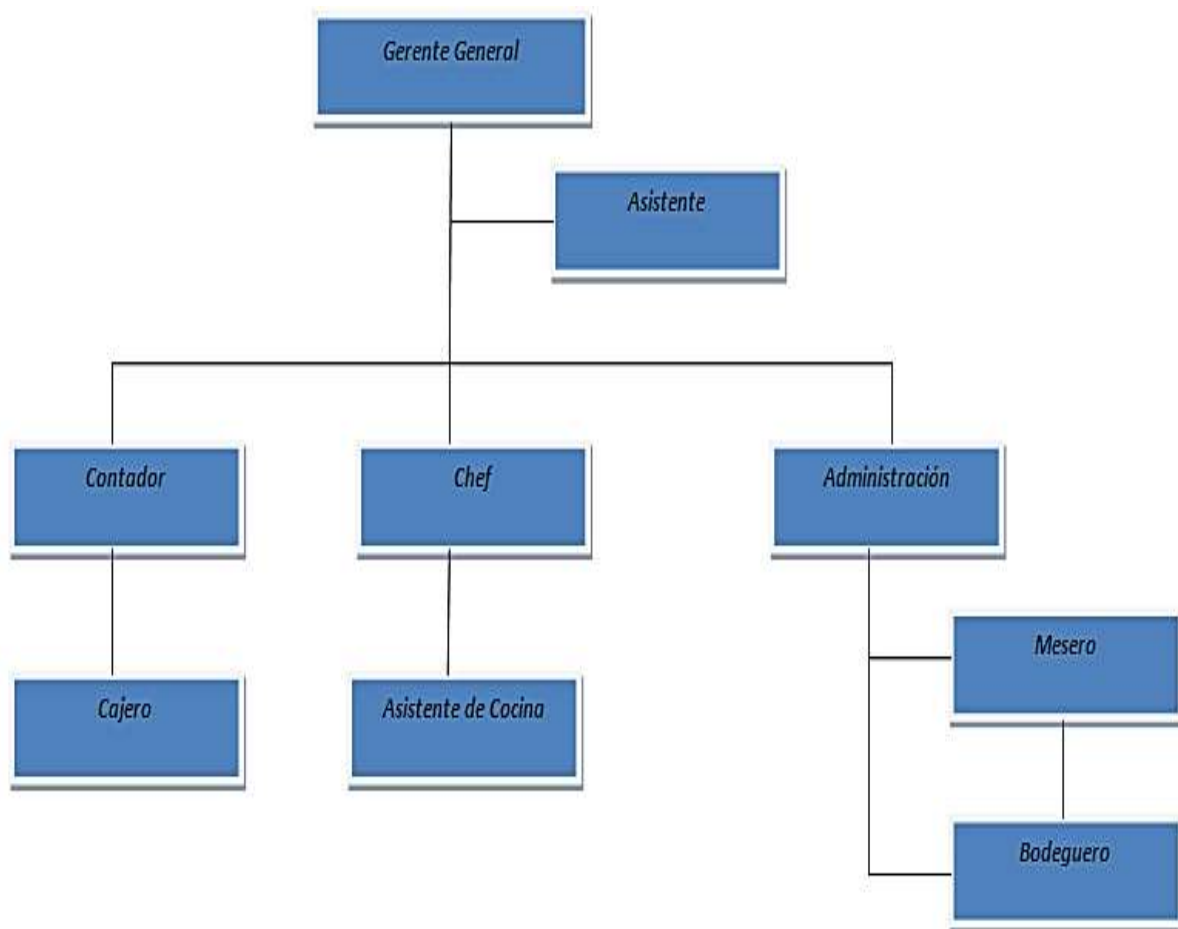 Gerente General
Asistente
Contador
Chef
Administración
Mesero
Cajero
Asistente de Cocina
Bodeguero